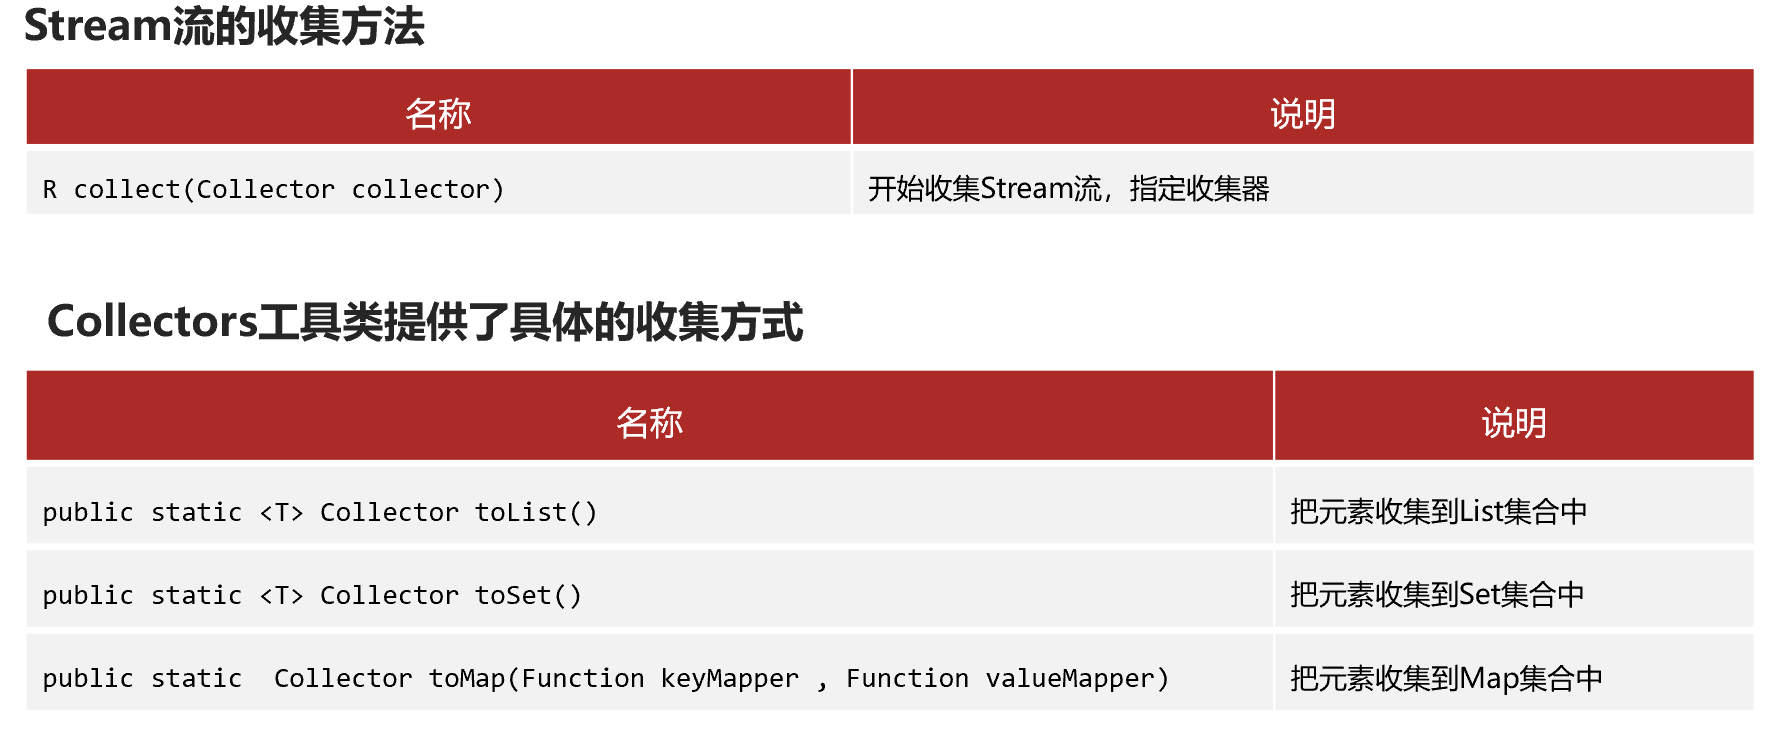 Stream流的收集方法
名称 说明
R collect(Collector collector) 开始收集Stream流，指定收集器
Collectors工具类提供了具体的收集方式
名称 说明
public static <T> Collector toList() 把元素收集到List集合中
public static <T> Collector toSet() 把元素收集到Set集合中
public static  Collector toMap(Function keyMapper , Function valueMapper) 把元素收集到Map集合中